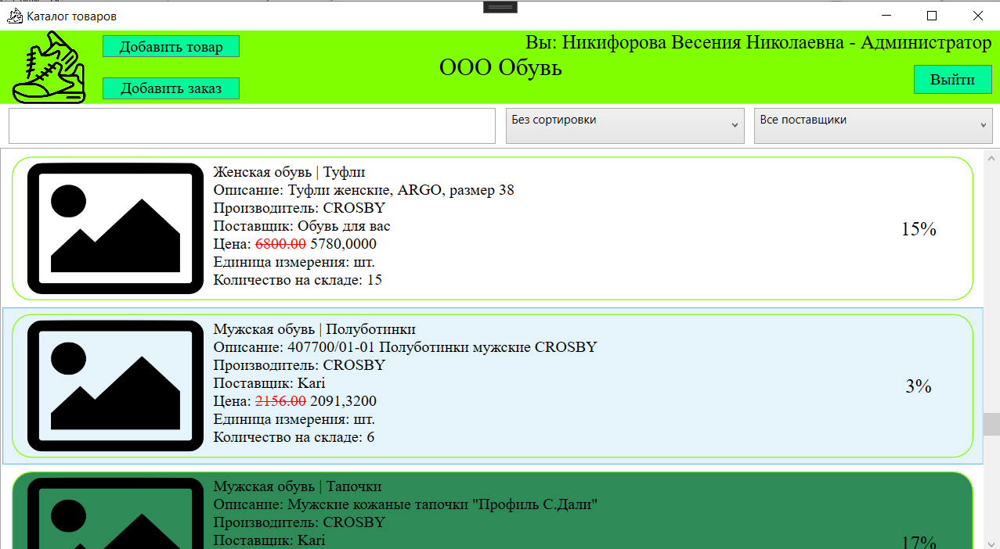 Каталог товаров
Добавить товар
Вы: Никифорова Весения Николаевна - Администратор
ООО Обувь
Добавить заказ
Выйти
Без сортировки
Все поставщики
Женская обувь | Туфли
Описание: Туфли женские, ARGO, размер 38
Производитель: CROSBY
Поставщик: Обувь для вас
Цена: 6800.00 5780,0000
Единица измерения: шт.
Количество на складе: 15
15%
Мужская обувь | Полуботинки
Описание: 407700/01-01 Полуботинки мужские CROSBY
Производитель: CROSBY
Поставщик: Kari
Цена: 2156.00 2091,3200
Единица измерения: шт.
Количество на складе: 6
3%
Мужская обувь | Тапочки
Описание: Мужские кожаные тапочки "Профиль С.Дали"
Производитель: CROSBY
Поставщик: Kari
17%